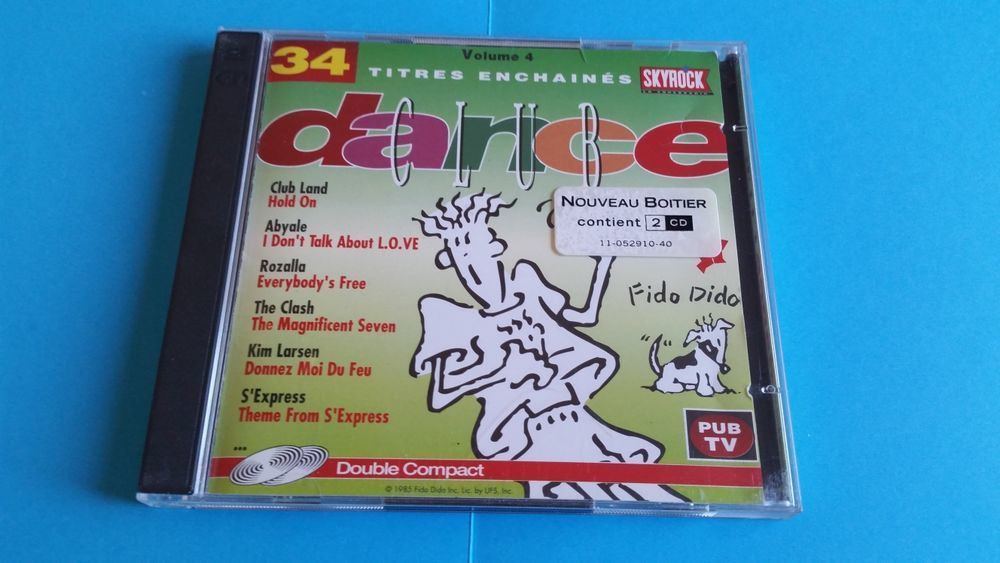 34
Volume 4
TITRES ENCHAINÉS
SKYROCK
dance
CLUB
Club Land
Hold On
Abyale
I Don't Talk About L.O.VE
Rozalla
Everybody's Free
The Clash
The Magnificent Seven
Kim Larsen
Donnez Moi Du Feu
S'Express
Theme From S'Express
...
NOUVEAU BOITIER
contient 2 CD
11-052910-40
Fido Dido
PUB
TV
Double Compact
© 1985 Fido Dido Inc. Lic. by UFS, Inc.